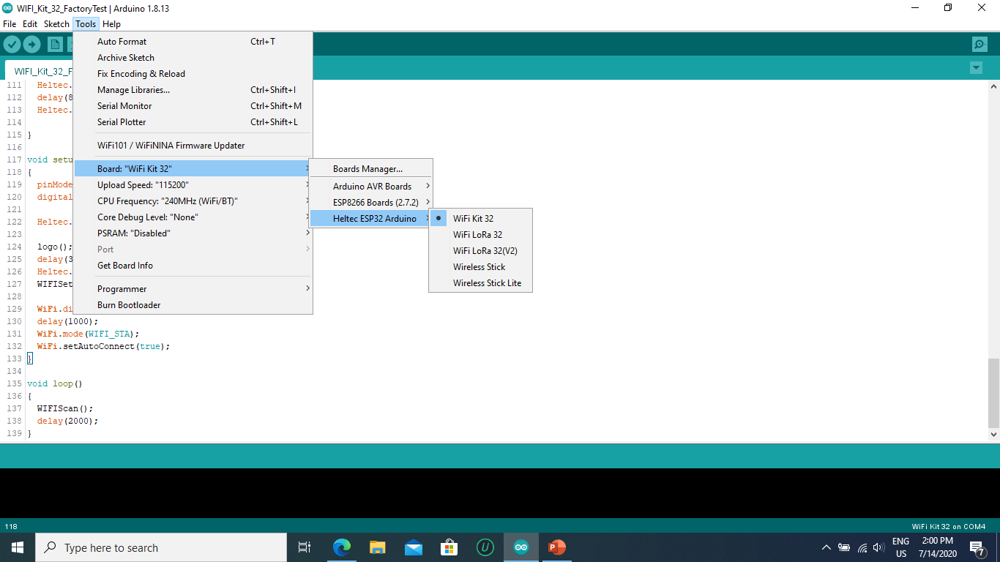 WIFI_Kit_32_FactoryTest | Arduino 1.8.13
File Edit Sketch Tools Help
WIFI_Kit_32_F
Auto Format Ctrl+T
Archive Sketch
Fix Encoding & Reload
Manage Libraries... Ctrl+Shift+I
Serial Monitor Ctrl+Shift+M
Serial Plotter Ctrl+Shift+L
WiFi101 / WiFiNINA Firmware Updater
Board: "WiFi Kit 32"
Upload Speed: "115200"
CPU Frequency: "240MHz (WiFi/BT)"
Core Debug Level: "None"
PSRAM: "Disabled"
Port
Get Board Info
Programmer
Burn Bootloader
Boards Manager...
Arduino AVR Boards
ESP8266 Boards (2.7.2)
Heltec ESP32 Arduino
WiFi Kit 32
WiFi LoRa 32
WiFi LoRa 32(V2)
Wireless Stick
Wireless Stick Lite
111 Heltec.
112 delay(8
113 Heltec.
114
115 }
116
117 void setu
118 {
119 pinMode
120 digital
121
122 Heltec.
123
124 logo();
125 delay(3
126 Heltec.
127 WIFISet
128
129 WiFi.di
130 delay(1000);
131 WiFi.mode(WIFI_STA);
132 WiFi.setAutoConnect(true);
133 }
134
135 void loop()
136 {
137 WIFIScan();
138 delay(2000);
139 }
118 WiFi Kit 32 on COM4
Type here to search
ENG
US
2:00 PM
7/14/2020
7